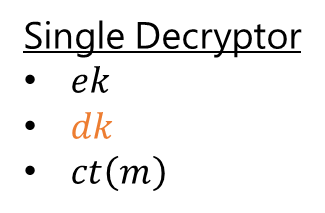 Single Decryptor
• ek
• dk
• ct(m)